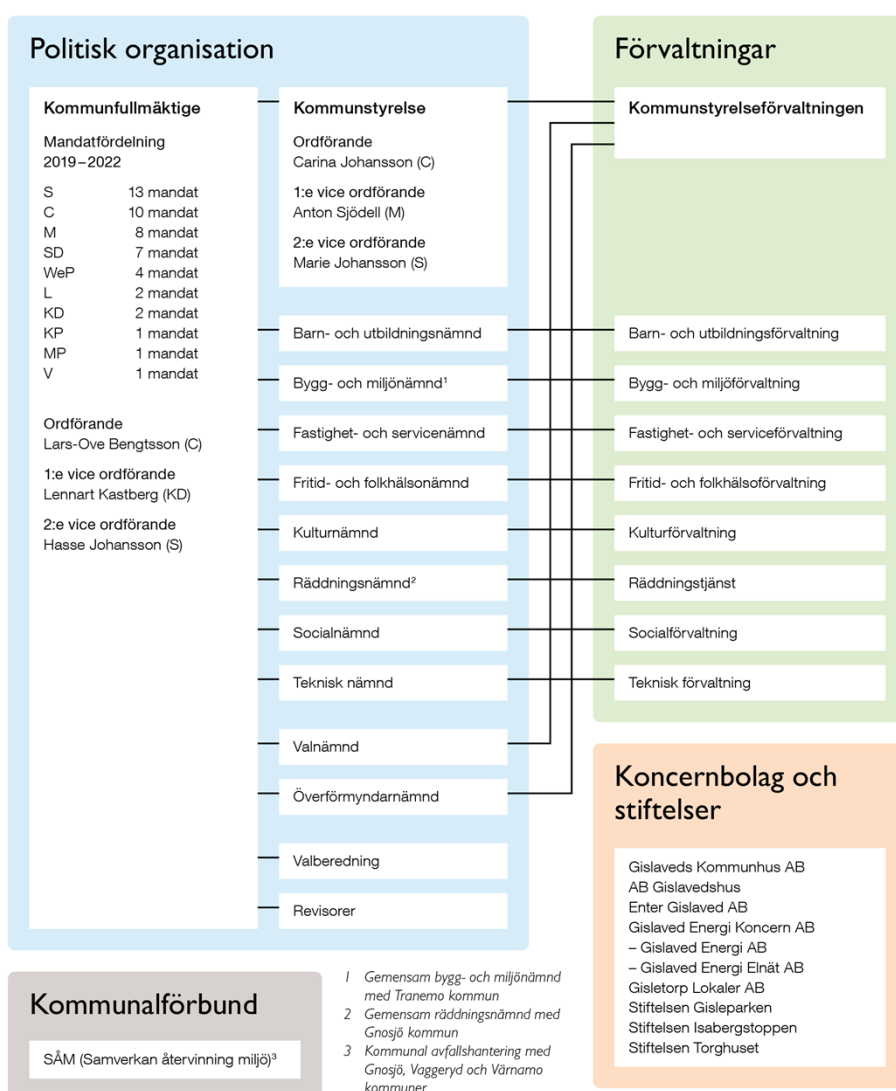 Politisk organisation
Kommunfullmäktige
Mandatfördelning
2019–2022
S 13 mandat
C 10 mandat
M 8 mandat
SD 7 mandat
WeP 4 mandat
L 2 mandat
KD 2 mandat
KP 1 mandat
MP 1 mandat
V 1 mandat
Ordförande
Lars-Ove Bengtsson (C)
1:e vice ordförande
Lennart Kastberg (KD)
2:e vice ordförande
Hasse Johansson (S)
Kommunstyrelse
Ordförande
Carina Johansson (C)
1:e vice ordförande
Anton Sjödell (M)
2:e vice ordförande
Marie Johansson (S)
Barn- och utbildningsnämnd
Bygg- och miljönämnd¹
Fastighet- och servicenämnd
Fritid- och folkhälsonämnd
Kulturnämnd
Räddningsnämnd²
Socialnämnd
Teknisk nämnd
Valnämnd
Överförmyndarnämnd
Valberedning
Revisorer
Förvaltningar
Kommunstyrelseförvaltningen
Barn- och utbildningsförvaltning
Bygg- och miljöförvaltning
Fastighet- och serviceförvaltning
Fritid- och folkhälsoförvaltning
Kulturförvaltning
Räddningstjänst
Socialförvaltning
Teknisk förvaltning
Koncernbolag och
stiftelser
Gislaveds Kommunhus AB
AB Gislavedshus
Enter Gislaved AB
Gislaved Energi Koncern AB
– Gislaved Energi AB
– Gislaved Energi Elnät AB
Gisletorp Lokaler AB
Stiftelsen Gisleparken
Stiftelsen Isabergstoppen
Stiftelsen Torghuset
Kommunalförbund
SÅM (Samverkan återvinning miljö)³
1 Gemensam bygg- och miljönämnd
med Tranemo kommun
2 Gemensam räddningsnämnd med
Gnosjö kommun
3 Kommunal avfallshantering med
Gnosjö, Vaggeryd och Värnamo
kommuner